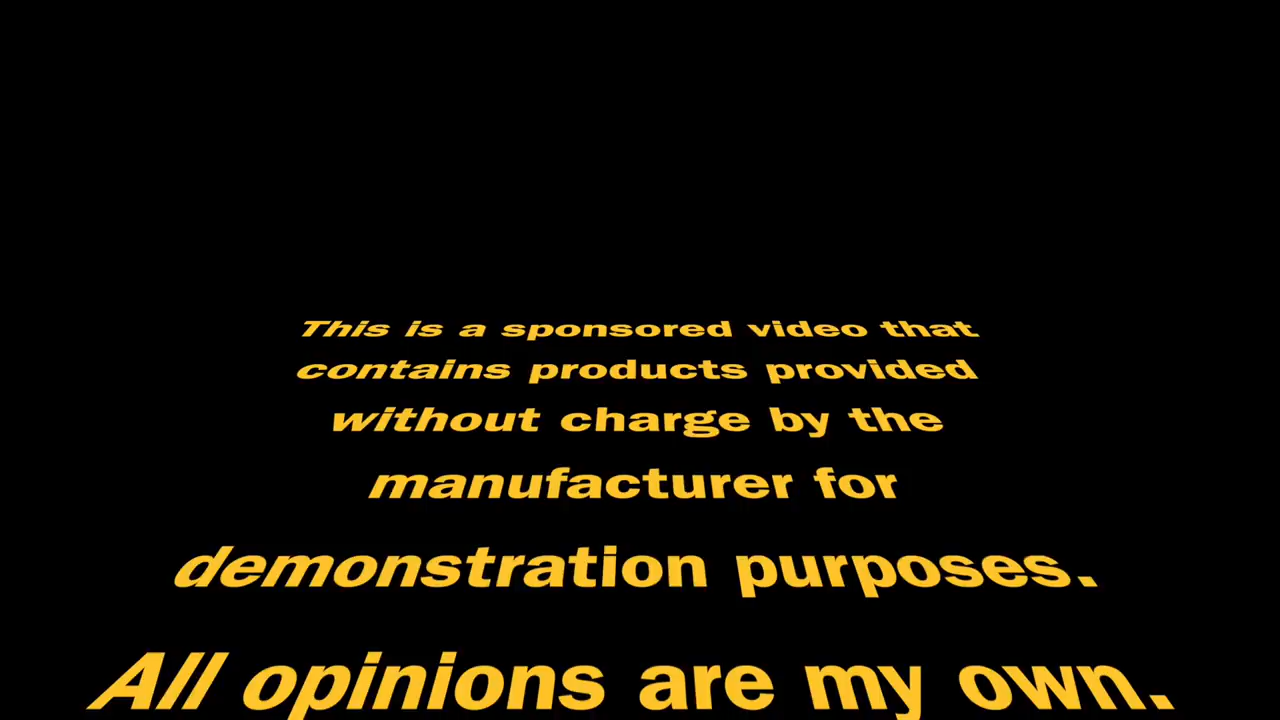 This is a sponsored video that
contains products provided
without charge by the
manufacturer for
demonstration purposes.
All opinions are my own.